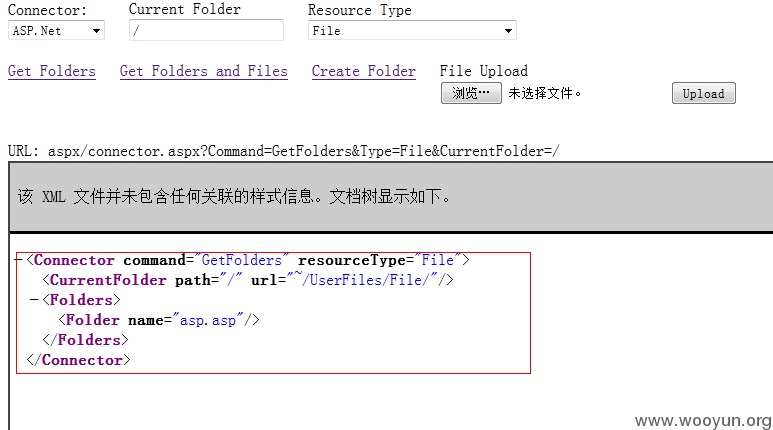 Connector: Current Folder Resource Type
ASP.Net / File
Get Folders Get Folders and Files Create Folder File Upload
浏览… 未选择文件。 Upload
URL: aspx/connector.aspx?Command=GetFolders&Type=File&CurrentFolder=/
该 XML 文件并未包含任何关联的样式信息。文档树显示如下。
−<Connector command="GetFolders" resourceType="File">
<CurrentFolder path="/" url="~/UserFiles/File/"/>
−<Folders>
<Folder name="asp.asp"/>
</Folders>
</Connector>
www.wooyun.org